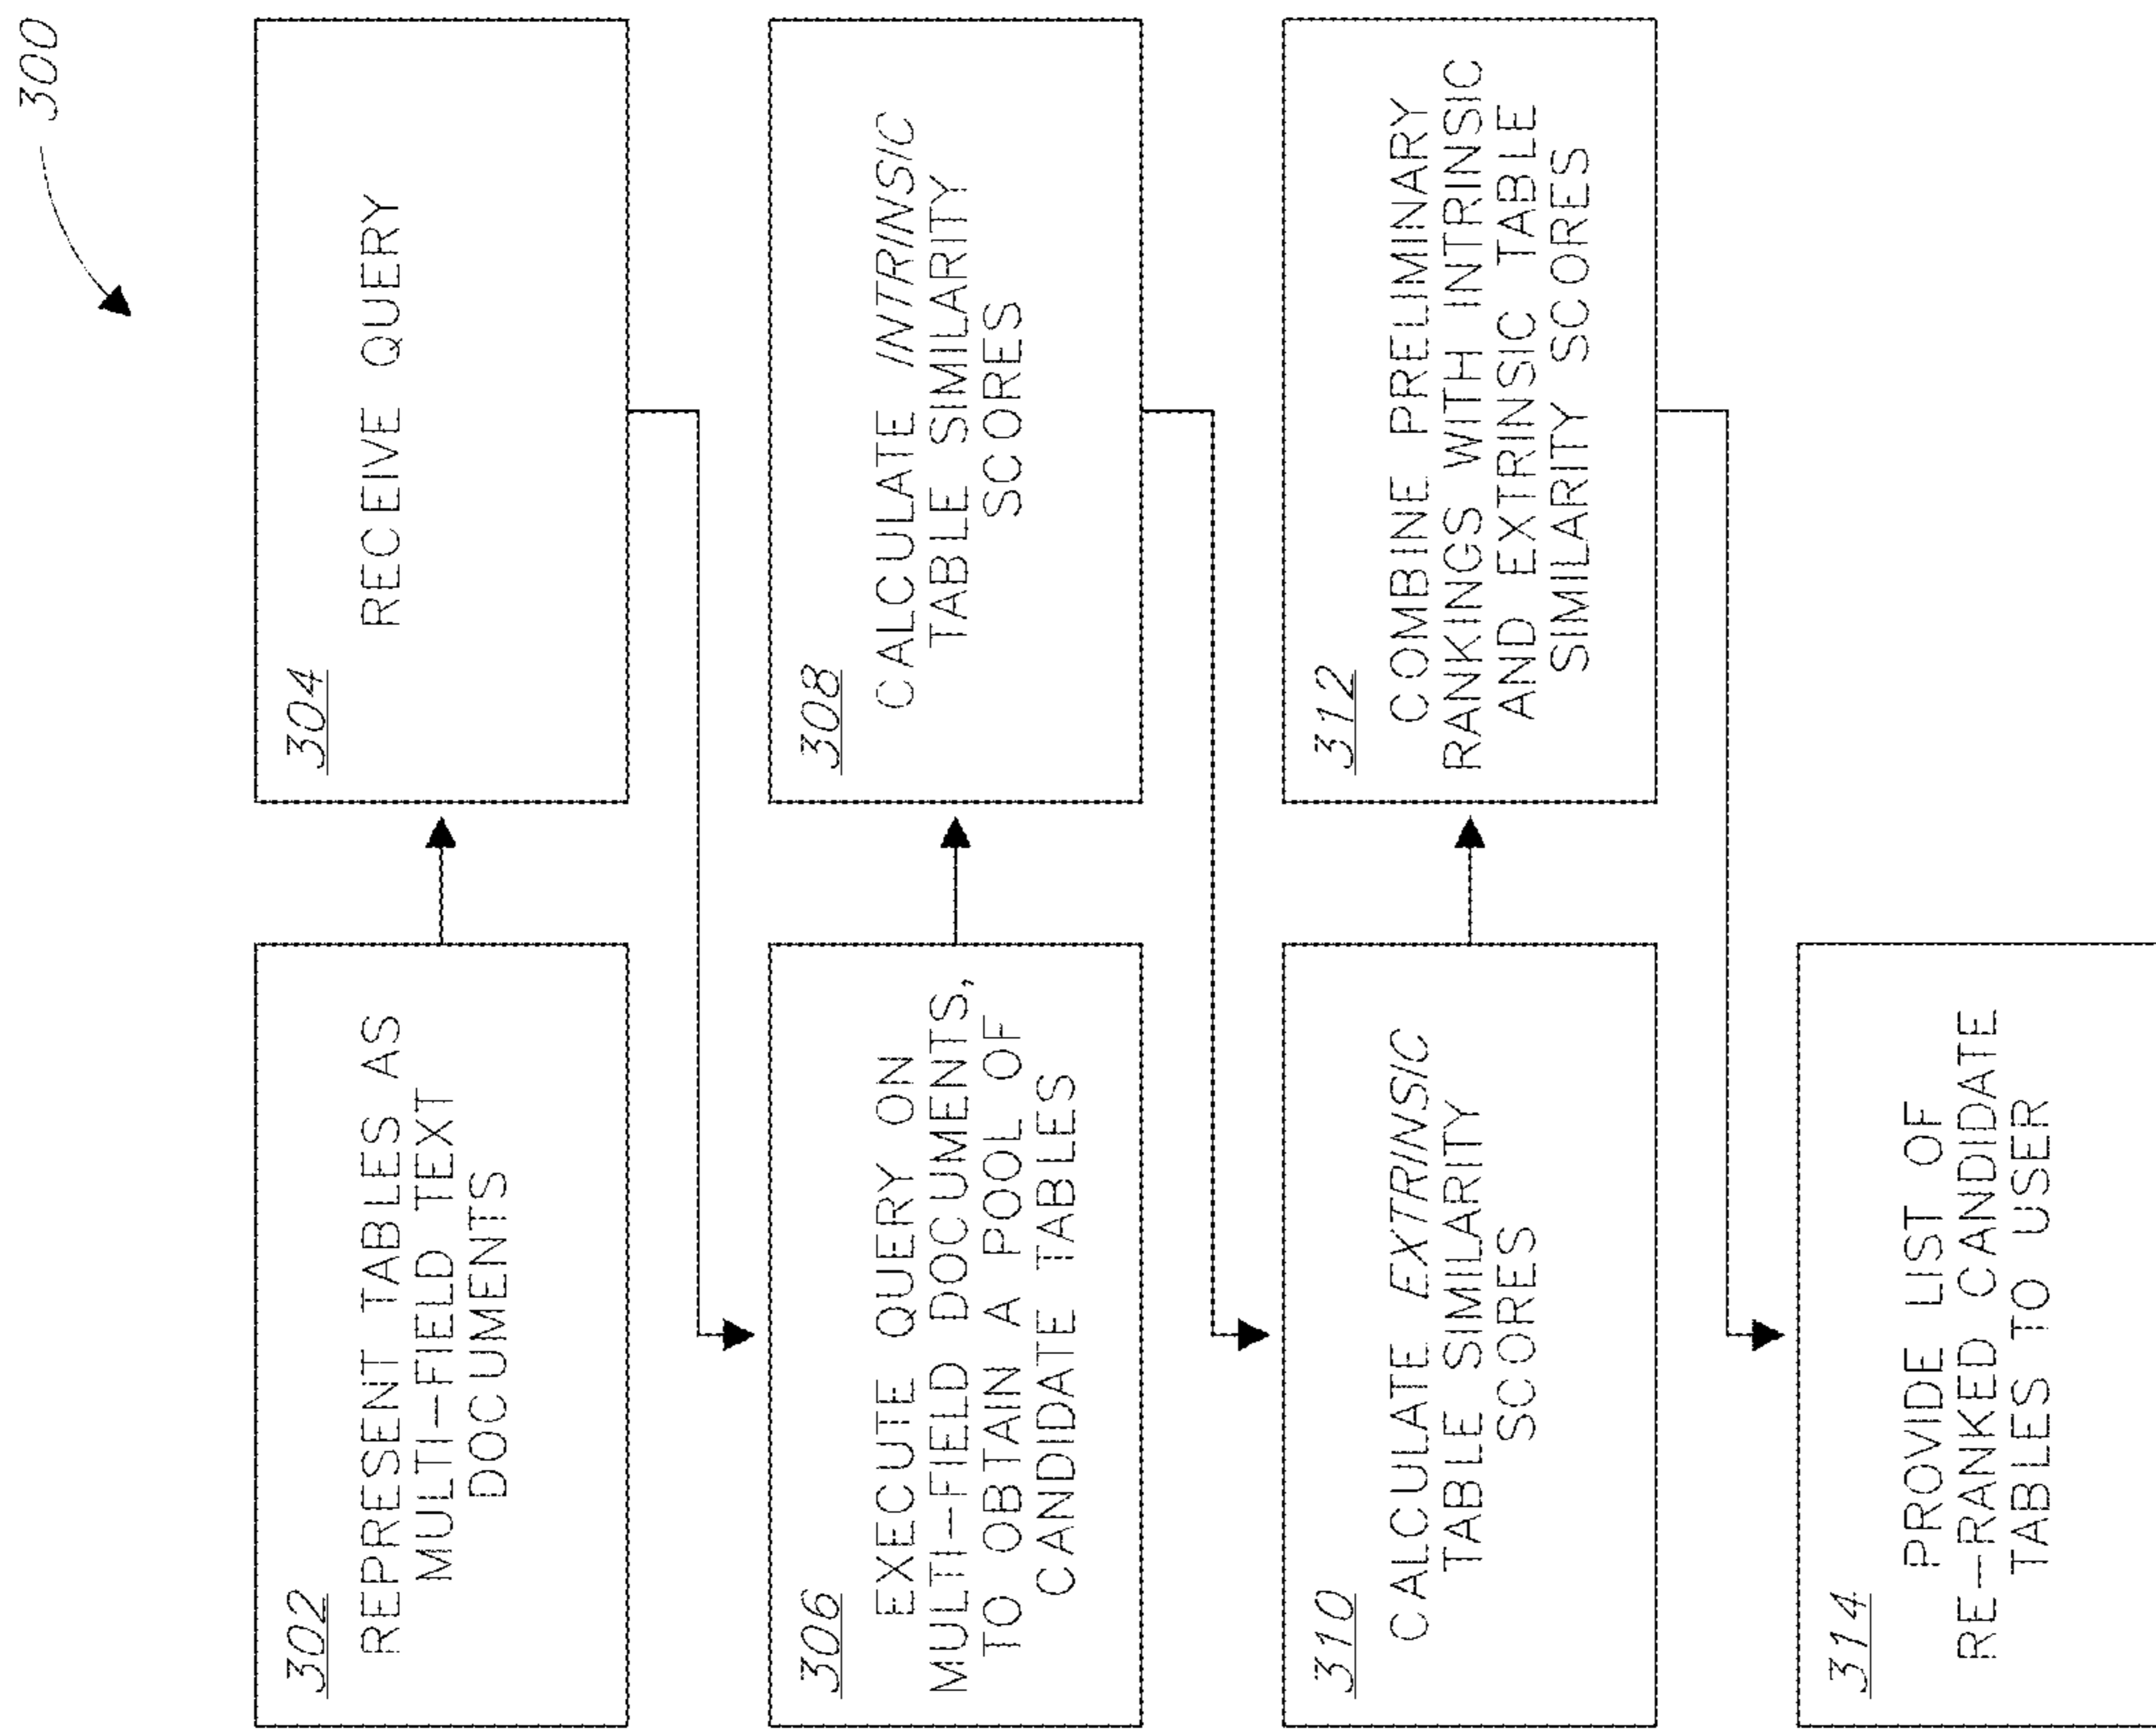 300
302
REPRESENT TABLES AS
MULTI-FIELD TEXT
DOCUMENTS
304
RECEIVE QUERY
306
EXECUTE QUERY ON
MULTI-FIELD DOCUMENTS,
TO OBTAIN A POOL OF
CANDIDATE TABLES
308
CALCULATE INTRINSIC
TABLE SIMILARITY
SCORES
310
CALCULATE EXTRINSIC
TABLE SIMILARITY
SCORES
312
COMBINE PRELIMINARY
RANKINGS WITH INTRINSIC
AND EXTRINSIC TABLE
SIMILARITY SCORES
314
PROVIDE LIST OF
RE-RANKED CANDIDATE
TABLES TO USER